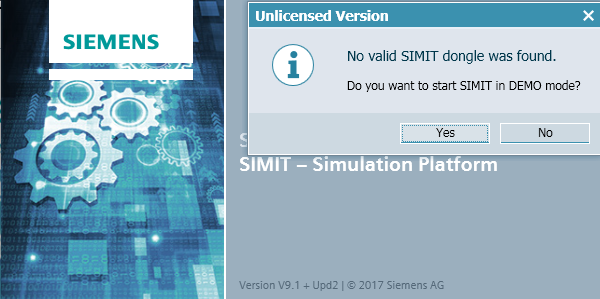 SIEMENS
Unlicensed Version
No valid SIMIT dongle was found.
Do you want to start SIMIT in DEMO mode?
Yes
No
SIMIT – Simulation Platform
Version V9.1 + Upd2 | © 2017 Siemens AG